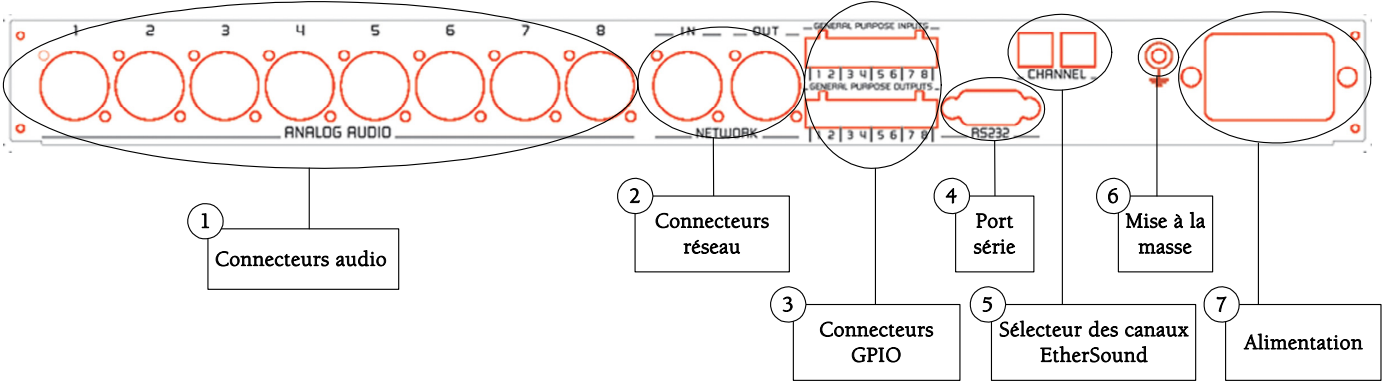 1 2 3 4 5 6 7 8
ANALOG AUDIO
IN OUT
NETWORK
GENERAL PURPOSE INPUTS
1 2 3 4 5 6 7 8
GENERAL PURPOSE OUTPUTS
1 2 3 4 5 6 7 8
RS232
CHANNEL
1
Connecteurs audio
2
Connecteurs
réseau
3
Connecteurs
GPIO
4
Port
série
5
Sélecteur des canaux
EtherSound
6
Mise à la
masse
7
Alimentation